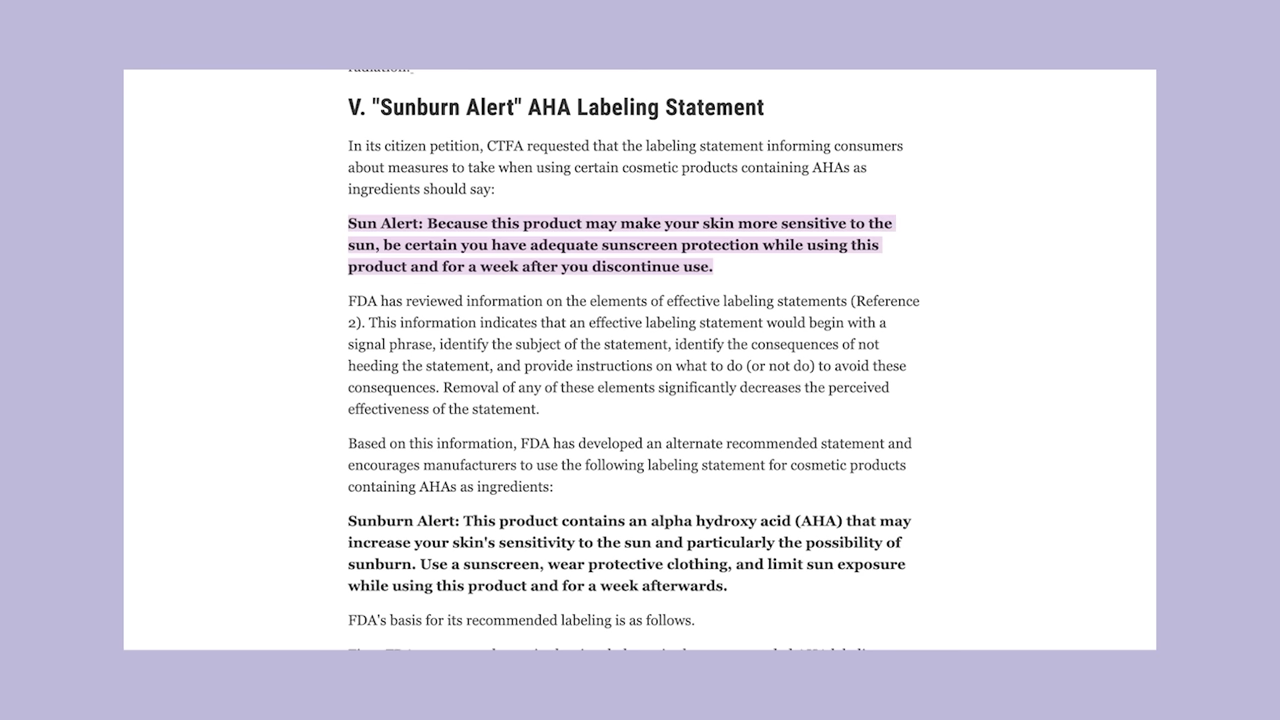 V. "Sunburn Alert" AHA Labeling Statement
In its citizen petition, CTFA requested that the labeling statement informing consumers
about measures to take when using certain cosmetic products containing AHAs as
ingredients should say:
Sun Alert: Because this product may make your skin more sensitive to the
sun, be certain you have adequate sunscreen protection while using this
product and for a week after you discontinue use.
FDA has reviewed information on the elements of effective labeling statements (Reference
2). This information indicates that an effective labeling statement would begin with a
signal phrase, identify the subject of the statement, identify the consequences of not
heeding the statement, and provide instructions on what to do (or not do) to avoid these
consequences. Removal of any of these elements significantly decreases the perceived
effectiveness of the statement.
Based on this information, FDA has developed an alternate recommended statement and
encourages manufacturers to use the following labeling statement for cosmetic products
containing AHAs as ingredients:
Sunburn Alert: This product contains an alpha hydroxy acid (AHA) that may
increase your skin's sensitivity to the sun and particularly the possibility of
sunburn. Use a sunscreen, wear protective clothing, and limit sun exposure
while using this product and for a week afterwards.
FDA's basis for its recommended labeling is as follows.